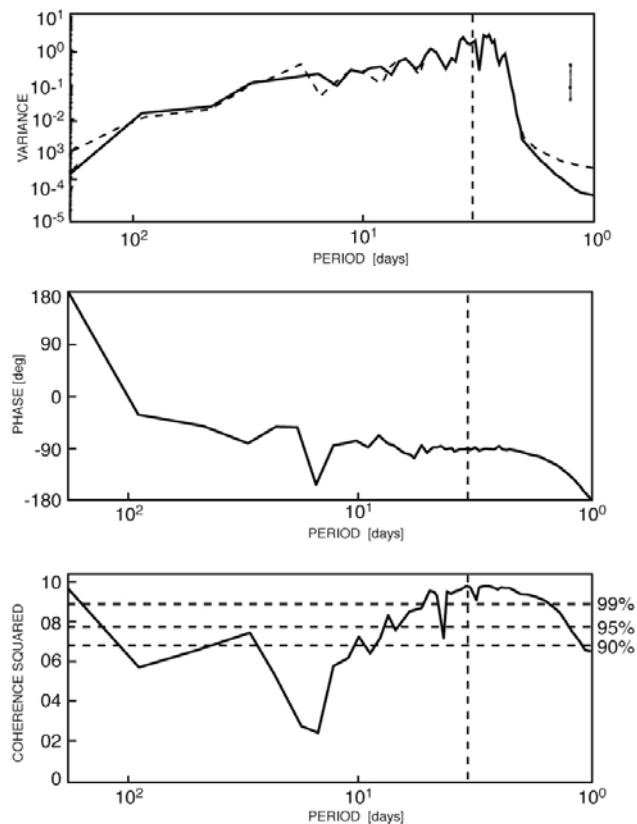 10¹
10⁰
10⁻¹
10⁻²
10³
10⁻⁴
10⁻⁵
VARIANCE
10² 10¹ 10⁰
PERIOD [days]
180
90
0
-90
-180
PHASE [deg]
10² 10¹ 10⁰
PERIOD [days]
10
08
06
04
02
0
COHERENCE SQUARED
99%
95%
90%
10² 10¹ 10⁰
PERIOD [days]